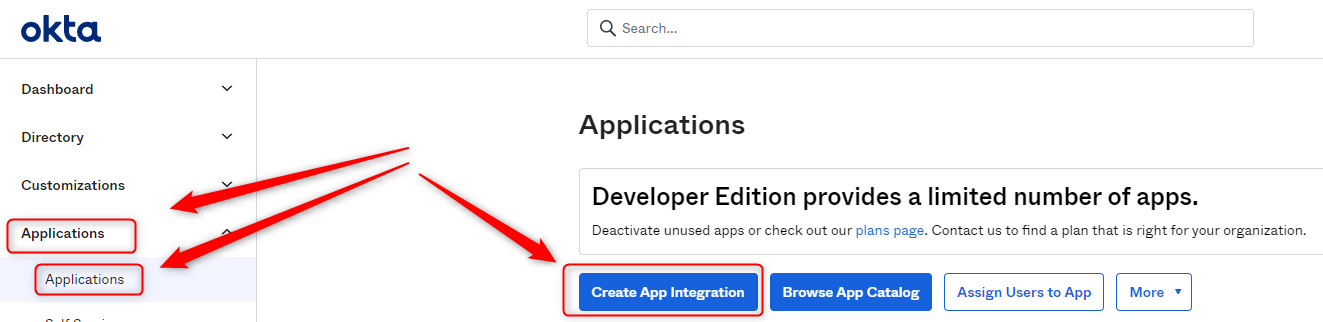 okta
Search...
Dashboard
Directory
Customizations
Applications
Applications
Applications
Developer Edition provides a limited number of apps.
Deactivate unused apps or check out our plans page. Contact us to find a plan that is right for your organization.
Create App Integration
Browse App Catalog
Assign Users to App
More